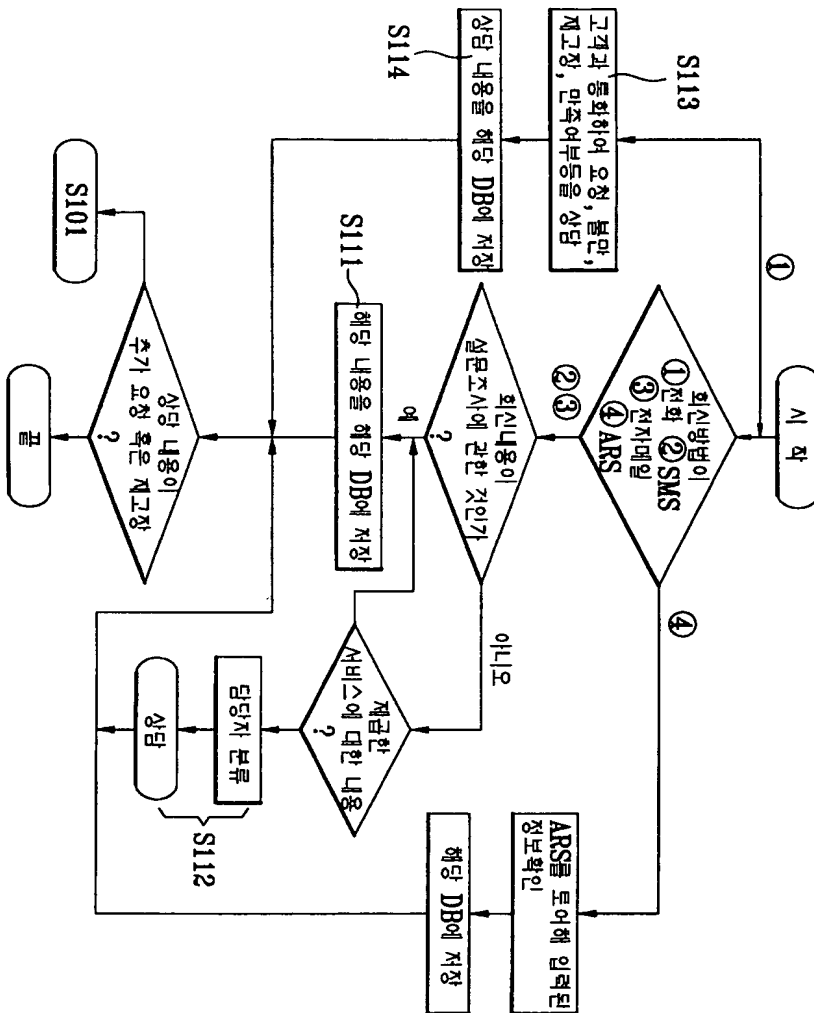 시 작
회신방법이
①전화 ②SMS
③전자메일
④ARS
①
②③
④
S113
고객과 통화하여 요청, 불만,
재고장, 만족여부등을 상담
S114
상담 내용을 해당 DB에 저장
회신내용이
설문조사에 관한 것인가
?
예
아니오
S111
해당 내용을 해당 DB에 저장
제공한
서비스에 대한 내용
?
담당자 분류
상담
S112
ARS를 토어해 입력된
정보확인
해당 DB에 저장
상담 내용이
추가 요청 혹은 재고장
?
S101
끝